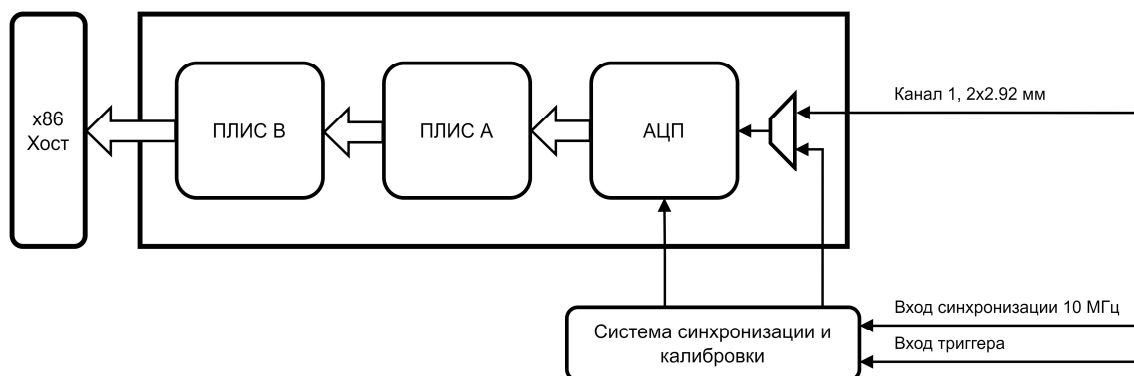 x86
Хост
ПЛИС B
ПЛИС A
АЦП
Канал 1, 2x2.92 мм
Система синхронизации и
калибровки
Вход синхронизации 10 МГц
Вход триггера